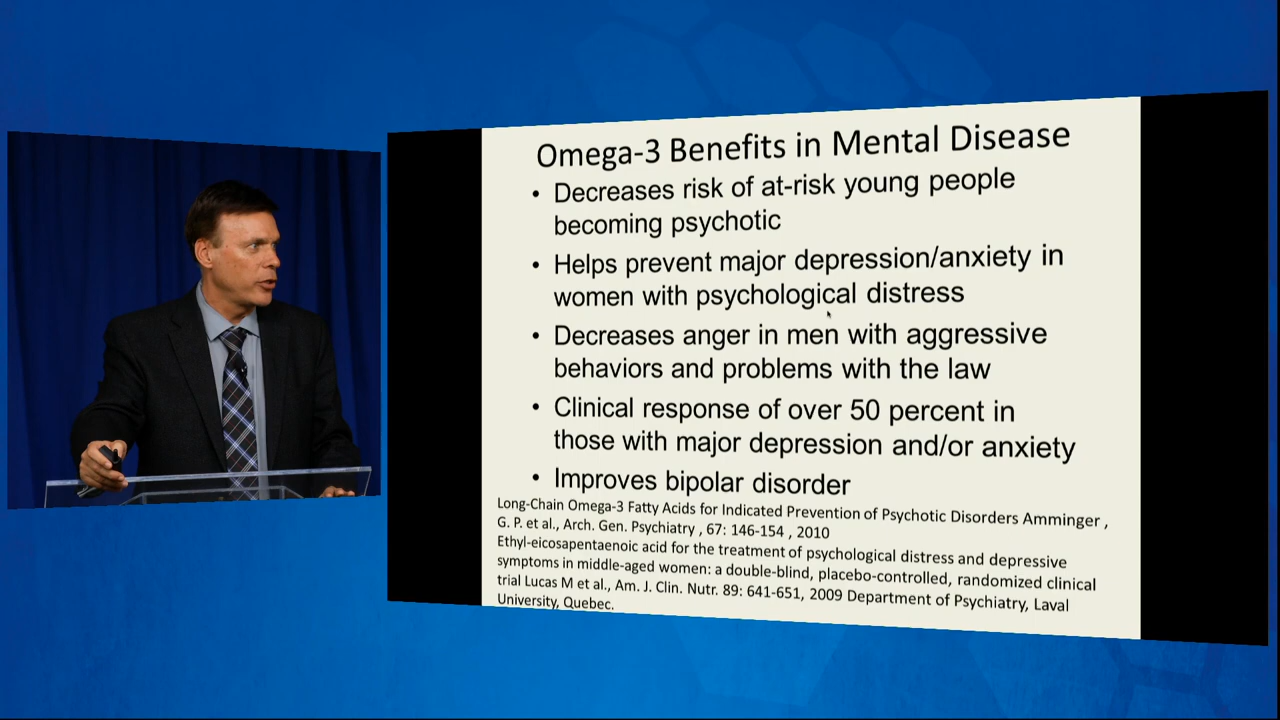 Omega-3 Benefits in Mental Disease
• Decreases risk of at-risk young people
becoming psychotic
• Helps prevent major depression/anxiety in
women with psychological distress
• Decreases anger in men with aggressive
behaviors and problems with the law
• Clinical response of over 50 percent in
those with major depression and/or anxiety
• Improves bipolar disorder
Long-Chain Omega-3 Fatty Acids for Indicated Prevention of Psychotic Disorders Amminger ,
G. P. et al., Arch. Gen. Psychiatry , 67: 146-154 , 2010
Ethyl-eicosapentaenoic acid for the treatment of psychological distress and depressive
symptoms in middle-aged women: a double-blind, placebo-controlled, randomized clinical
trial Lucas M et al., Am. J. Clin. Nutr. 89: 641-651, 2009 Department of Psychiatry, Laval
University, Quebec.